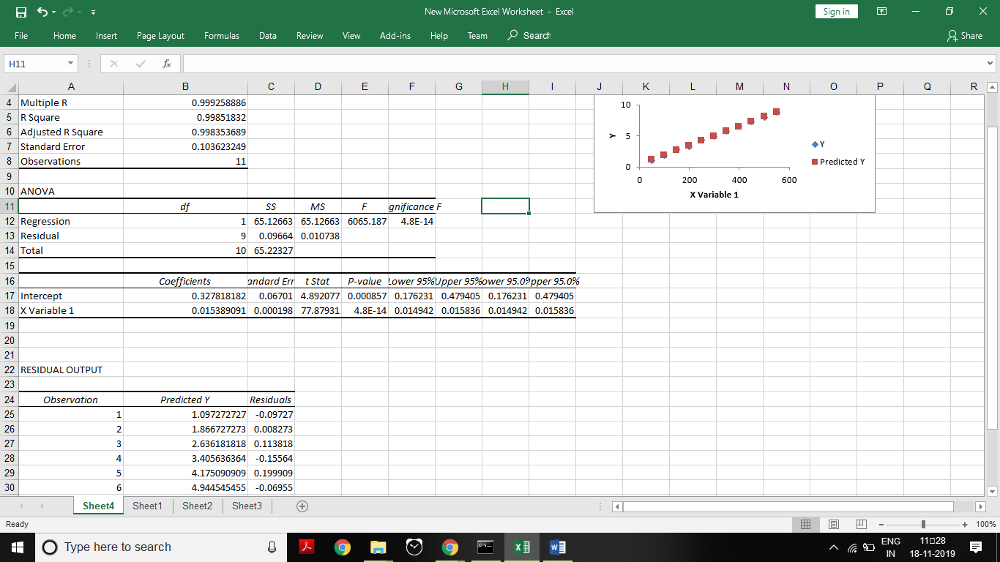 New Microsoft Excel Worksheet - Excel
Sign in
File Home Insert Page Layout Formulas Data Review View Add-ins Help Team Search Share
H11 fx
A B C D E F G H I J K L M N O P Q R
4 Multiple R 0.999258886
5 R Square 0.99851832
6 Adjusted R Square 0.998353689
7 Standard Error 0.103623249
8 Observations 11
9
10 ANOVA
11 df SS MS F gnificance F
12 Regression 1 65.12663 65.12663 6065.187 4.8E-14
13 Residual 9 0.09664 0.010738
14 Total 10 65.22327
15
16 Coefficients andard Err t Stat P-value Lower 95% Upper 95% ower 95.0% pper 95.0%
17 Intercept 0.327818182 0.06701 4.892077 0.000857 0.176231 0.479405 0.176231 0.479405
18 X Variable 1 0.015389091 0.000198 77.87931 4.8E-14 0.014942 0.015836 0.014942 0.015836
19
20
21
22 RESIDUAL OUTPUT
23
24 Observation Predicted Y Residuals
25 1 1.097272727 -0.09727
26 2 1.866727273 0.008273
27 3 2.636181818 0.113818
28 4 3.405636364 -0.15564
29 5 4.175090909 0.199909
30 6 4.944545455 -0.06955
10
5
0
Y
0 200 400 600
X Variable 1
Y
Predicted Y
Sheet4 Sheet1 Sheet2 Sheet3
Ready
100%
Type here to search
ENG
IN
11□28
18-11-2019